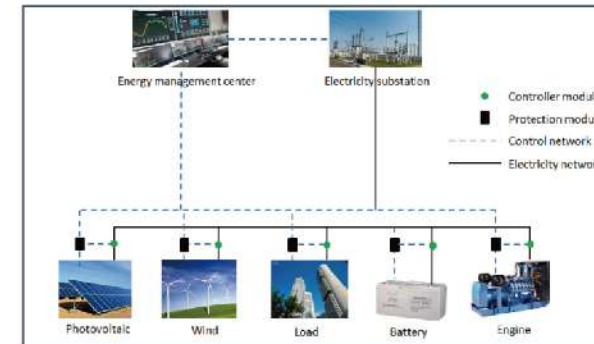 Energy management center
Electricity substation
Controller modul
Protection modu
Control network
Electricity networ
Photovoltaic
Wind
Load
Battery
Engine